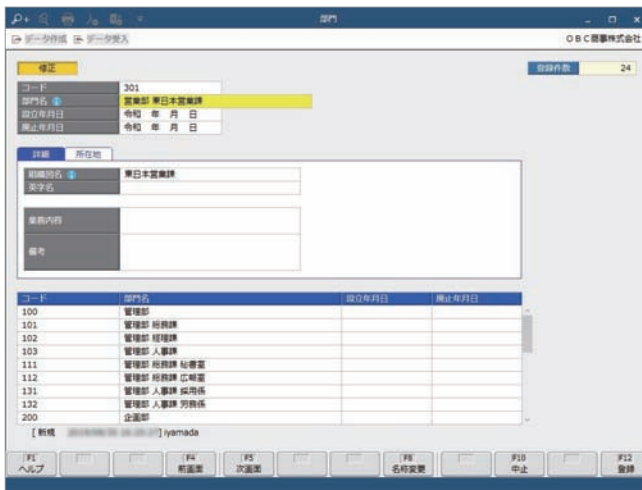 部門
データ作成 データ受入 OBC商事株式会社
修正 登録件数 24
コード 301
部門名 営業部 東日本営業課
設立年月日 令和 年 月 日
廃止年月日 令和 年 月 日
詳細 所在地
組織図名 東日本営業課
英字名
業務内容
備考
コード 部門名 設立年月日 廃止年月日
100 管理部
101 管理部 総務課
102 管理部 経理課
103 管理部 人事課
111 管理部 総務課 秘書室
112 管理部 総務課 広報室
131 管理部 人事課 採用係
132 管理部 人事課 労務係
200 企画部
[ 新規 ] iyamada
F1 F4 F5 F8 F10 F12
ヘルプ 前画面 次画面 名称変更 中止 登録